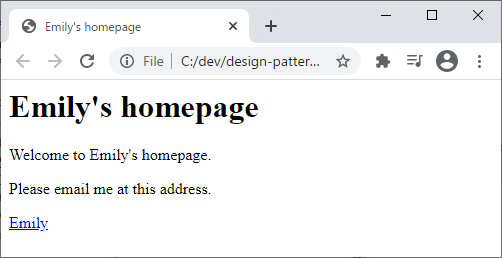 Emily's homepage
File | C:/dev/design-patter...
Emily's homepage
Welcome to Emily's homepage.
Please email me at this address.
Emily